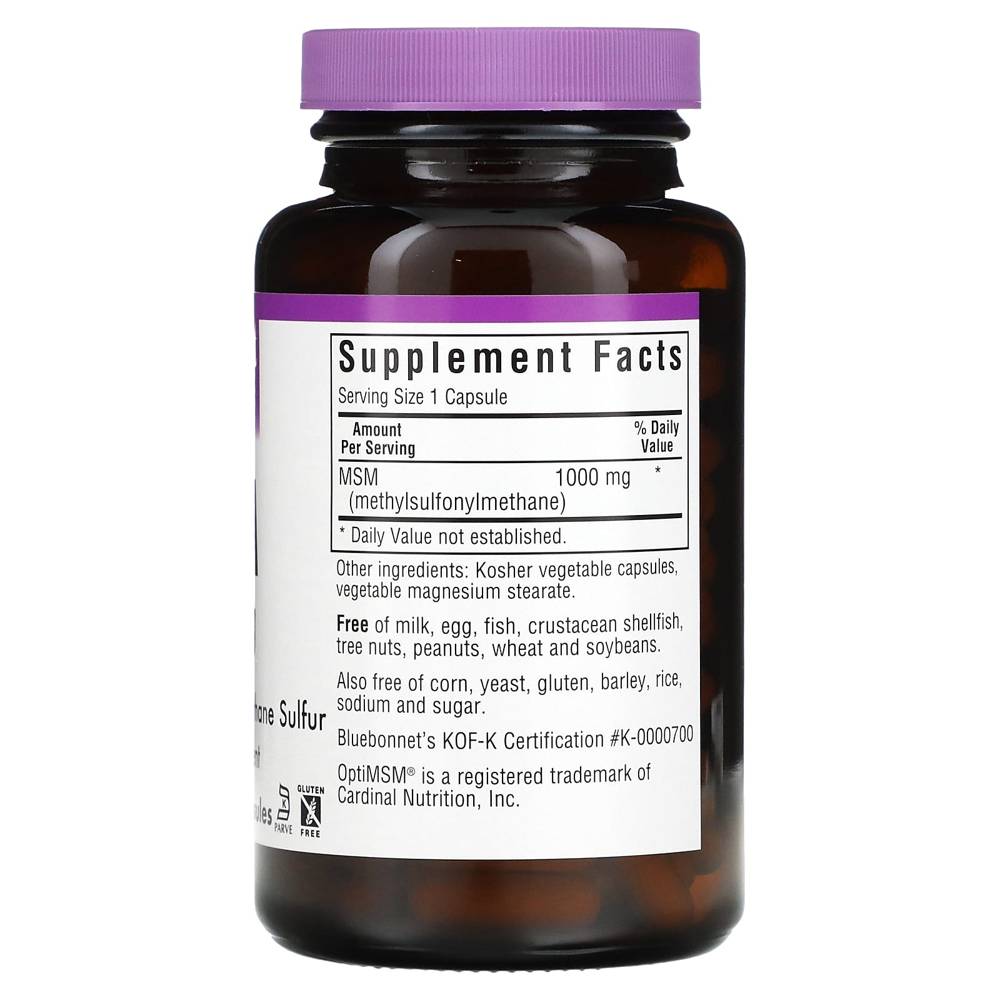 Supplement Facts
Serving Size 1 Capsule
Amount
Per Serving
% Daily
Value
MSM 1000 mg *
(methylsulfonylmethane)
* Daily Value not established.
Other ingredients: Kosher vegetable capsules,
vegetable magnesium stearate.
Free of milk, egg, fish, crustacean shellfish,
tree nuts, peanuts, wheat and soybeans.
Also free of corn, yeast, gluten, barley, rice,
sodium and sugar.
Bluebonnet's KOF-K Certification #K-0000700
OptiMSM® is a registered trademark of
Cardinal Nutrition, Inc.
Sulfur
K
PARVE
GLUTEN
FREE